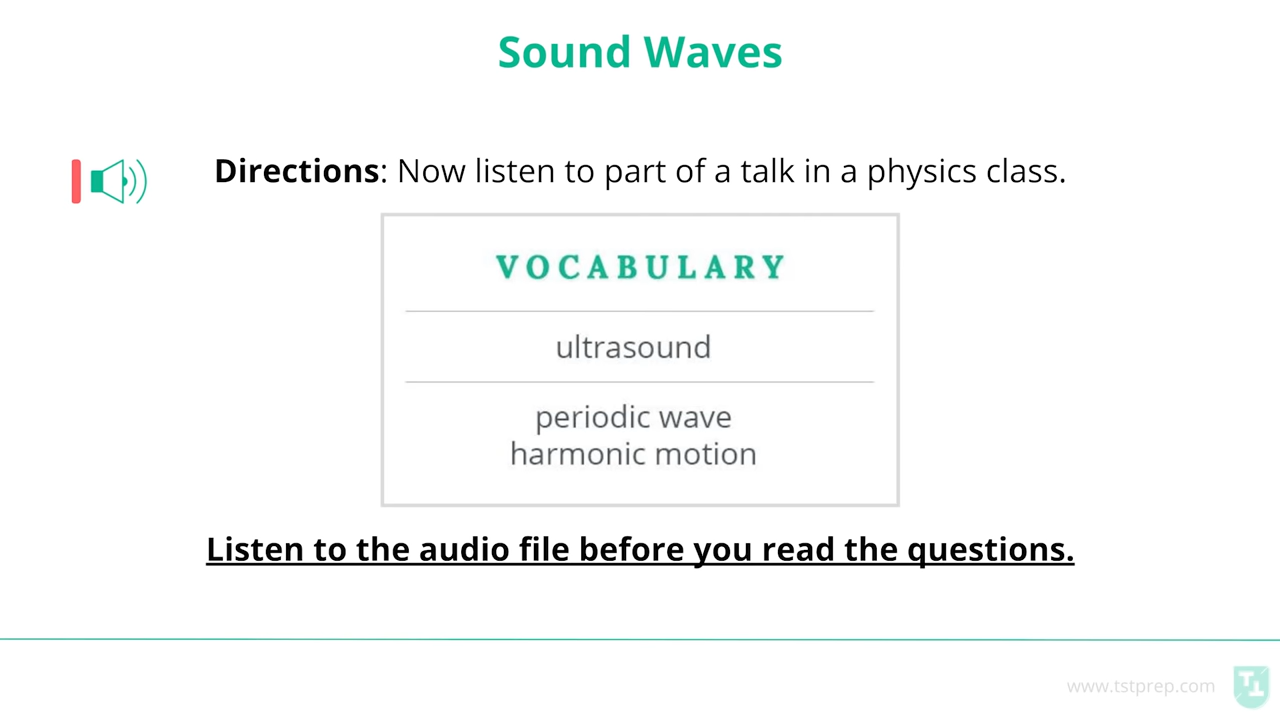 Sound Waves
Directions: Now listen to part of a talk in a physics class.
VOCABULARY
ultrasound
periodic wave
harmonic motion
Listen to the audio file before you read the questions.
www.tstprep.com